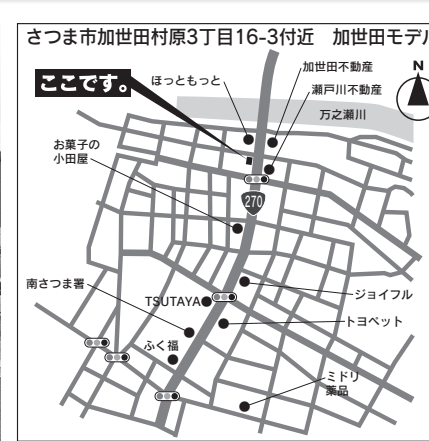 さつま市加世田村原3丁目16-3付近　加世田モデル
ここです。
ほっともっと
加世田不動産
瀬戸川不動産
N
万之瀬川
お菓子の
小田屋
270
南さつま署
TSUTAYA
ジョイフル
トヨペット
ふく福
ミドリ
薬品